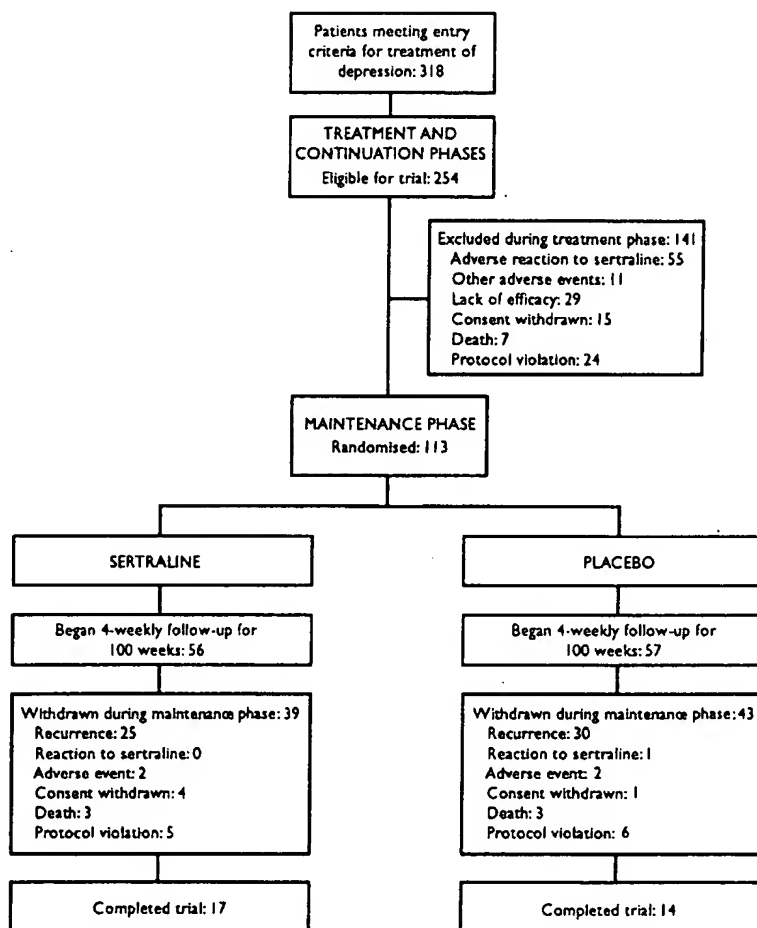 Patients meeting entry
criteria for treatment of
depression: 318
TREATMENT AND
CONTINUATION PHASES
Eligible for trial: 254
Excluded during treatment phase: 141
Adverse reaction to sertraline: 55
Other adverse events: 11
Lack of efficacy: 29
Consent withdrawn: 15
Death: 7
Protocol violation: 24
MAINTENANCE PHASE
Randomised: 113
SERTRALINE
Began 4-weekly follow-up for
100 weeks: 56
Withdrawn during maintenance phase: 39
Recurrence: 25
Reaction to sertraline: 0
Adverse event: 2
Consent withdrawn: 4
Death: 3
Protocol violation: 5
Completed trial: 17
PLACEBO
Began 4-weekly follow-up for
100 weeks: 57
Withdrawn during maintenance phase: 43
Recurrence: 30
Reaction to sertraline: 1
Adverse event: 2
Consent withdrawn: 1
Death: 3
Protocol violation: 6
Completed trial: 14